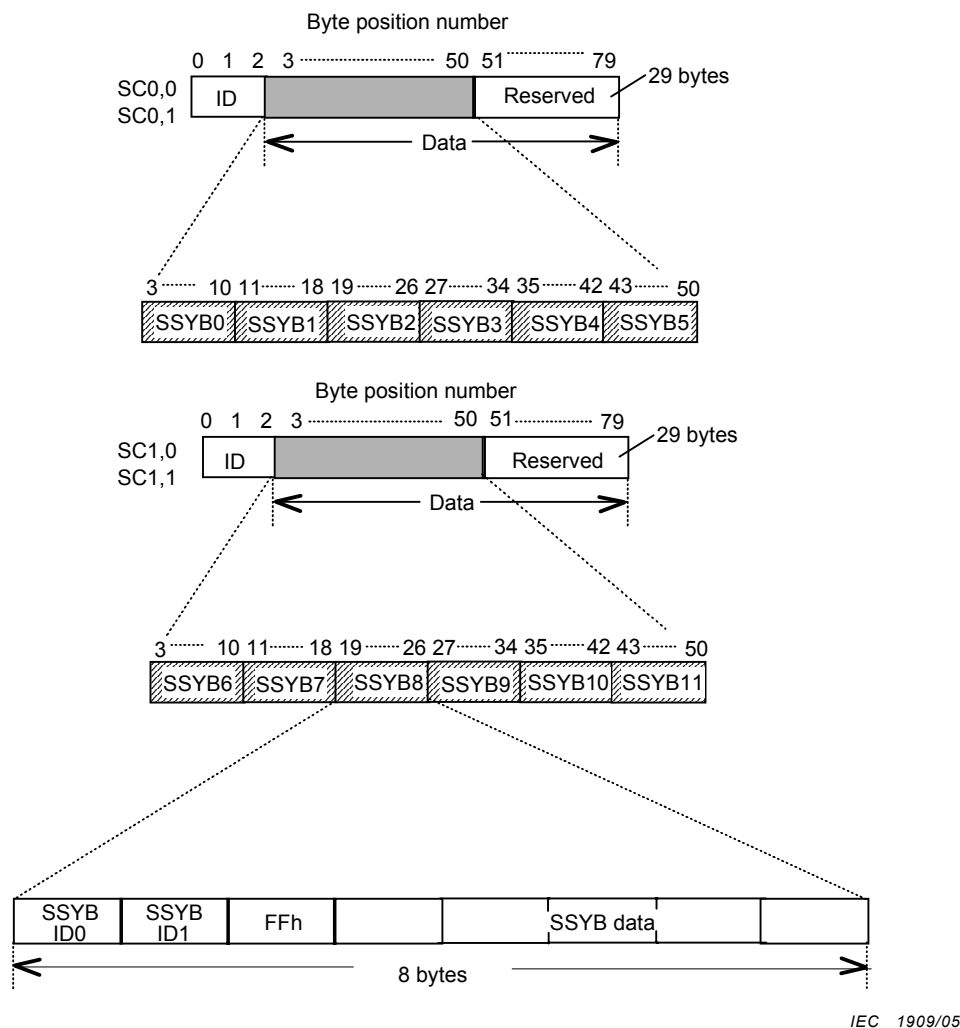 Byte position number
0 1 2 3 50 51 79
29 bytes
SC0,0
SC0,1
ID
Reserved
Data
3 10 11 18 19 26 27 34 35 42 43 50
SSYB0 SSYB1 SSYB2 SSYB3 SSYB4 SSYB5
Byte position number
0 1 2 3 50 51 79
29 bytes
SC1,0
SC1,1
ID
Reserved
Data
3 10 11 18 19 26 27 34 35 42 43 50
SSYB6 SSYB7 SSYB8 SSYB9 SSYB10 SSYB11
SSYB
ID0
SSYB
ID1
FFh
SSYB data
8 bytes
IEC 1909/05